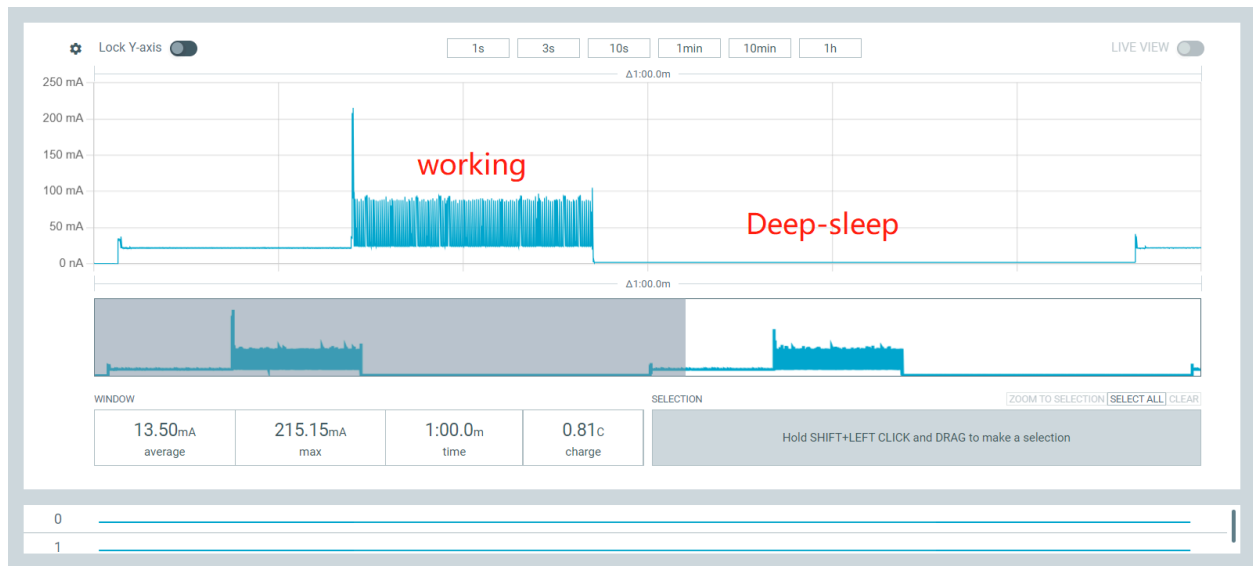 Lock Y-axis
1s 3s 10s 1min 10min 1h
LIVE VIEW
Δ1:00.0m
250 mA
200 mA
150 mA
100 mA
50 mA
0 nA
working
Deep-sleep
Δ1:00.0m
WINDOW
13.50mA 215.15mA 1:00.0m 0.81c
average max time charge
SELECTION
ZOOM TO SELECTION SELECT ALL CLEAR
Hold SHIFT+LEFT CLICK and DRAG to make a selection
0
1